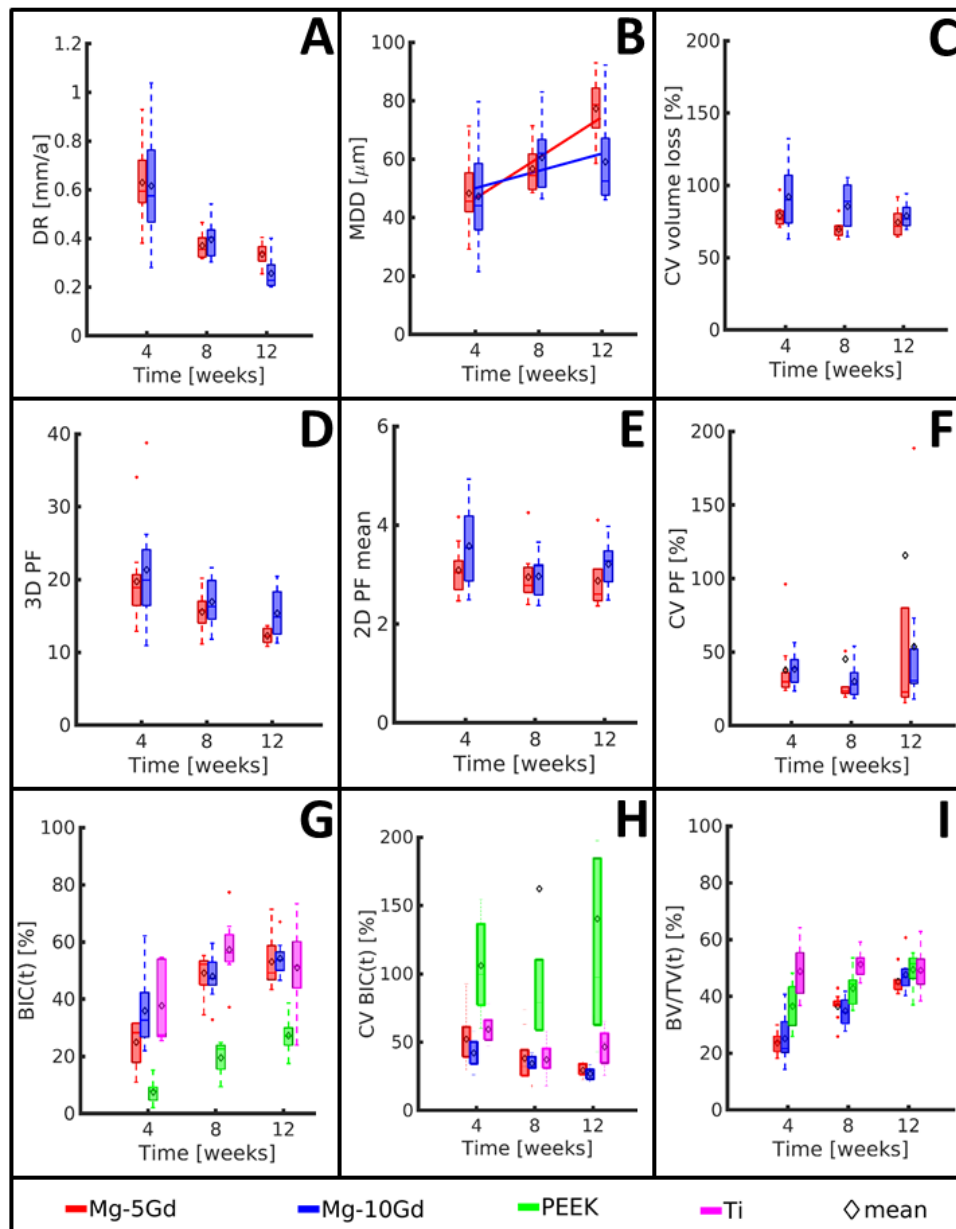 A
DR [mm/a]
1.2
1
0.8
0.6
0.4
0.2
0
4 8 12
Time [weeks]
B
MDD [μm]
100
80
60
40
20
0
4 8 12
Time [weeks]
C
CV volume loss [%]
200
150
100
50
0
4 8 12
Time [weeks]
D
3D PF
40
30
20
10
0
4 8 12
Time [weeks]
E
2D PF mean
6
4
2
0
4 8 12
Time [weeks]
F
CV PF [%]
200
150
100
50
0
4 8 12
Time [weeks]
G
BIC(t) [%]
100
80
60
40
20
0
4 8 12
Time [weeks]
H
CV BIC(t) [%]
200
150
100
50
0
4 8 12
Time [weeks]
I
BV/TV(t) [%]
100
80
60
40
20
0
4 8 12
Time [weeks]
Mg-5Gd Mg-10Gd PEEK Ti mean